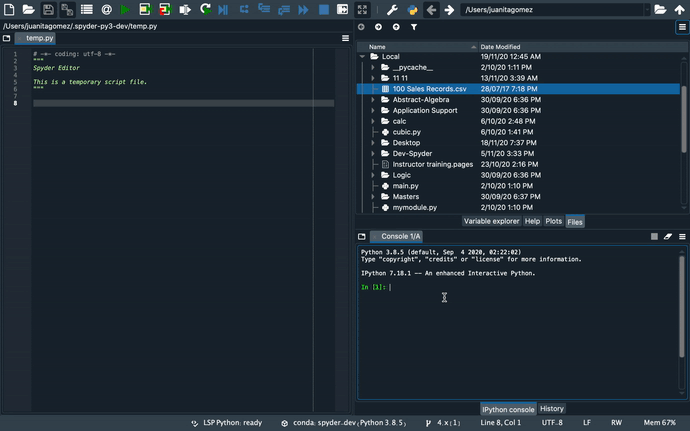 /Users/juanitagomez
/Users/juanitagomez/.spyder-py3-dev/temp.py
temp.py
1 # -*- coding: utf-8 -*-
2 """
3 Spyder Editor
4
5 This is a temporary script file.
6 """
7
8
Name Date Modified
Local 19/11/20 12:45 AM
__pycache__ 2/10/20 1:11 PM
11 11 13/11/20 3:39 AM
100 Sales Records.csv 28/07/17 7:18 PM
Abstract-Algebra 30/09/20 6:36 PM
Application Support 30/09/20 6:36 PM
calc 6/10/20 2:48 PM
cubic.py 6/10/20 1:41 PM
Desktop 18/11/20 7:37 PM
Dev-Spyder 5/11/20 3:33 PM
Instructor training.pages 23/10/20 2:16 PM
Logic 30/09/20 6:36 PM
main.py 2/10/20 1:10 PM
Masters 30/09/20 6:37 PM
mymodule.py 2/10/20 1:10 PM
Variable explorer Help Plots Files
Console 1/A
Python 3.8.5 (default, Sep  4 2020, 02:22:02)
Type "copyright", "credits" or "license" for more information.
IPython 7.18.1 -- An enhanced Interactive Python.
In [1]:
IPython console History
LSP Python: ready conda: spyder-dev (Python 3.8.5) 4.x (1) Line 8, Col 1 UTF-8 LF RW Mem 67%